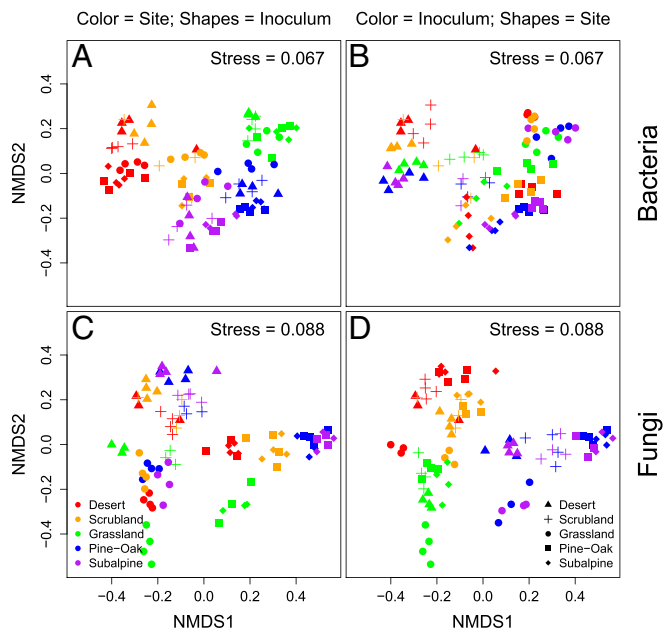 Color = Site; Shapes = Inoculum
Color = Inoculum; Shapes = Site
A
Stress = 0.067
B
Stress = 0.067
Bacteria
NMDS2
0.4
0.2
0.0
−0.2
−0.4
C
Stress = 0.088
D
Stress = 0.088
Fungi
NMDS2
0.4
0.2
0.0
−0.2
−0.4
Desert
Scrubland
Grassland
Pine−Oak
Subalpine
Desert
Scrubland
Grassland
Pine−Oak
Subalpine
−0.4 −0.2 0.0 0.2 0.4
−0.4 −0.2 0.0 0.2 0.4
NMDS1
NMDS1